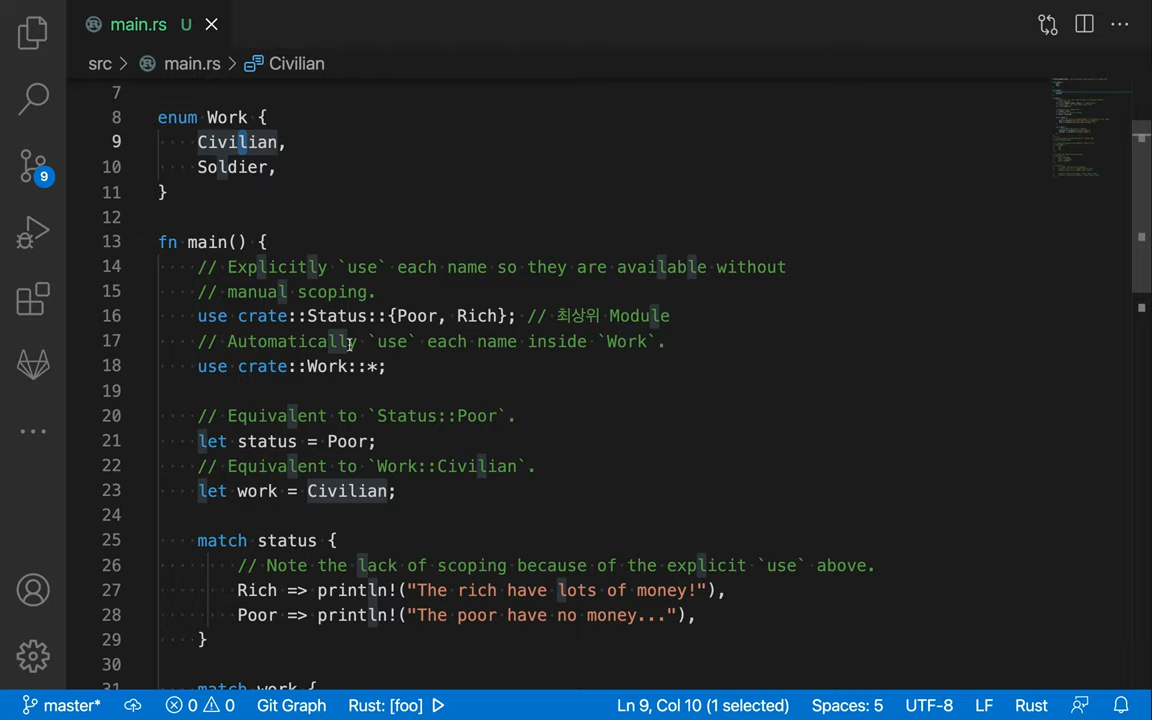 main.rs U
src > main.rs > Civilian
7
8 enum Work {
9 Civilian,
10 Soldier,
11 }
12
13 fn main() {
14 // Explicitly `use` each name so they are available without
15 // manual scoping.
16 use crate::Status::{Poor, Rich}; // 최상위 Module
17 // Automatically `use` each name inside `Work`.
18 use crate::Work::*;
19
20 // Equivalent to `Status::Poor`.
21 let status = Poor;
22 // Equivalent to `Work::Civilian`.
23 let work = Civilian;
24
25 match status {
26 // Note the lack of scoping because of the explicit `use` above.
27 Rich => println!("The rich have lots of money!"),
28 Poor => println!("The poor have no money..."),
29 }
30
31 match work {
9
master* 0 0 Git Graph Rust: [foo] Ln 9, Col 10 (1 selected) Spaces: 5 UTF-8 LF Rust